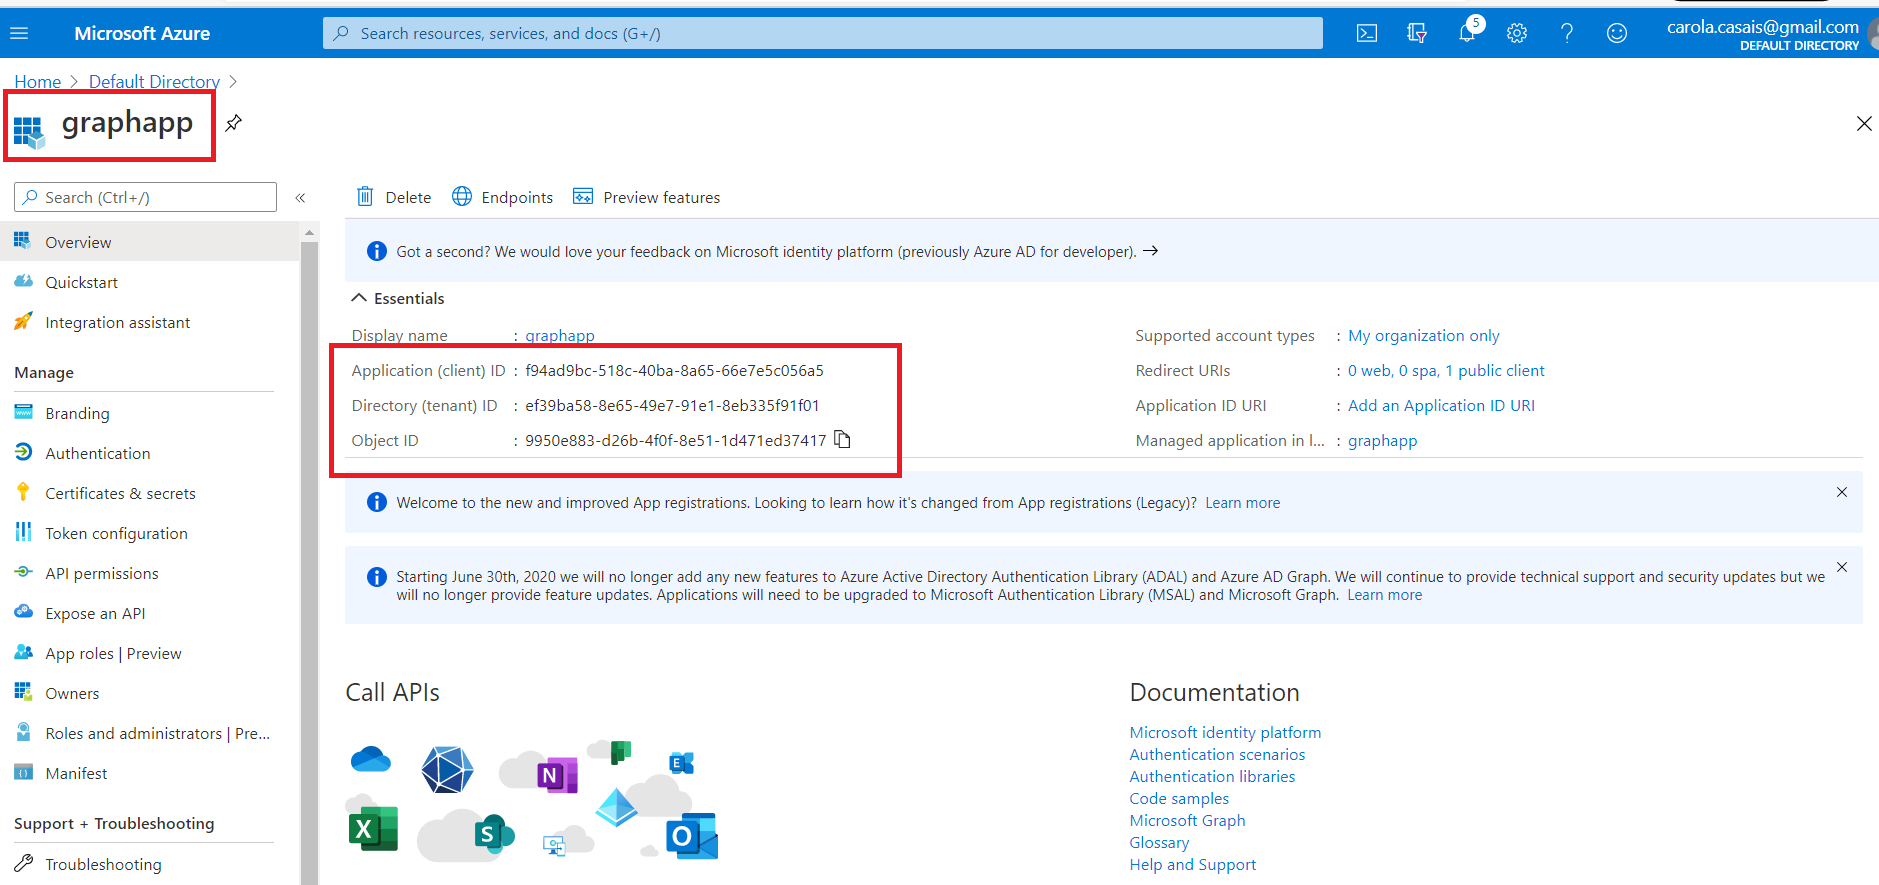 Microsoft Azure
Search resources, services, and docs (G+/)
5
carola.casais@gmail.com
DEFAULT DIRECTORY
Home > Default Directory >
graphapp
Search (Ctrl+/)
«
Overview
Quickstart
Integration assistant
Manage
Branding
Authentication
Certificates & secrets
Token configuration
API permissions
Expose an API
App roles | Preview
Owners
Roles and administrators | Pre...
Manifest
Support + Troubleshooting
Troubleshooting
Delete Endpoints Preview features
Got a second? We would love your feedback on Microsoft identity platform (previously Azure AD for developer). →
Essentials
Display name : graphapp
Application (client) ID : f94ad9bc-518c-40ba-8a65-66e7e5c056a5
Directory (tenant) ID : ef39ba58-8e65-49e7-91e1-8eb335f91f01
Object ID : 9950e883-d26b-4f0f-8e51-1d471ed37417
Supported account types : My organization only
Redirect URIs : 0 web, 0 spa, 1 public client
Application ID URI : Add an Application ID URI
Managed application in l... : graphapp
Welcome to the new and improved App registrations. Looking to learn how it's changed from App registrations (Legacy)? Learn more
Starting June 30th, 2020 we will no longer add any new features to Azure Active Directory Authentication Library (ADAL) and Azure AD Graph. We will continue to provide technical support and security updates but we
will no longer provide feature updates. Applications will need to be upgraded to Microsoft Authentication Library (MSAL) and Microsoft Graph. Learn more
Call APIs
N
E
X
S
O
Documentation
Microsoft identity platform
Authentication scenarios
Authentication libraries
Code samples
Microsoft Graph
Glossary
Help and Support